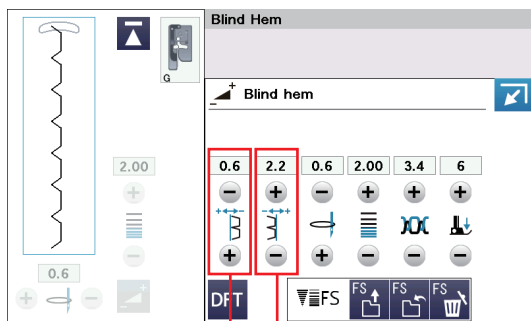 Blind Hem
G
Blind hem
2.00
0.6 2.2 0.6 2.00 3.4 6
0.6
DFT
FS
FS FS FS